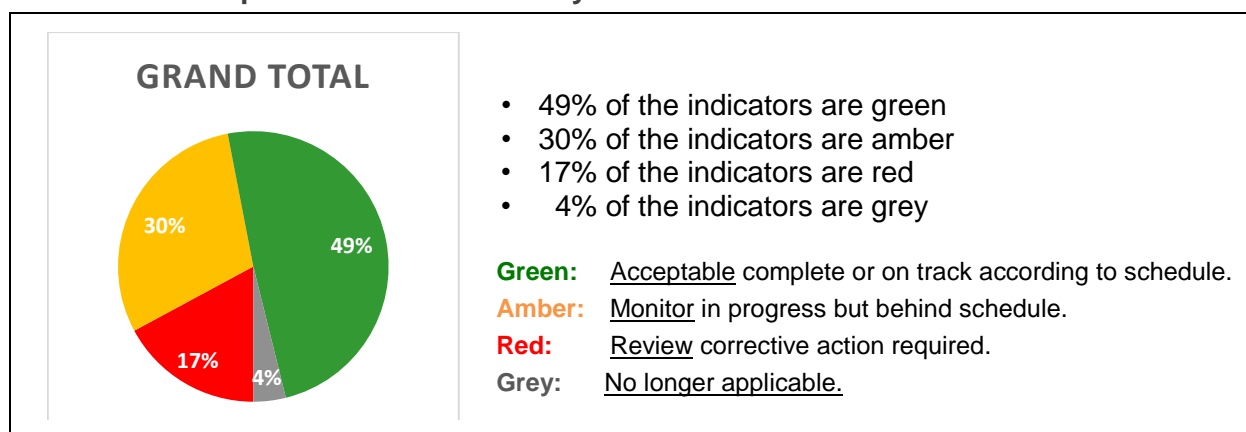 GRAND TOTAL
30%
49%
17%
4%
• 49% of the indicators are green
• 30% of the indicators are amber
• 17% of the indicators are red
• 4% of the indicators are grey
Green: Acceptable complete or on track according to schedule.
Amber: Monitor in progress but behind schedule.
Red: Review corrective action required.
Grey: No longer applicable.